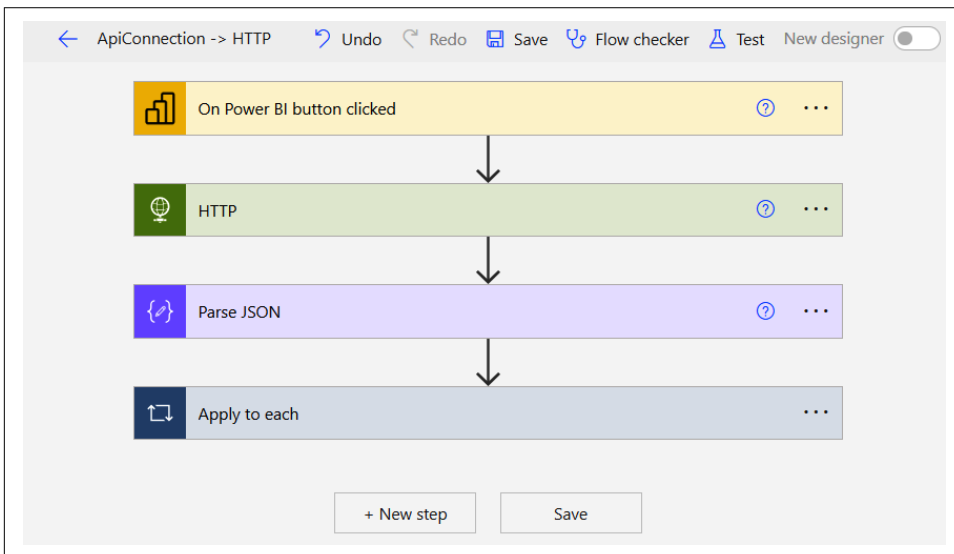 ApiConnection -> HTTP Undo Redo Save Flow checker Test New designer
On Power BI button clicked
HTTP
Parse JSON
Apply to each
+ New step Save